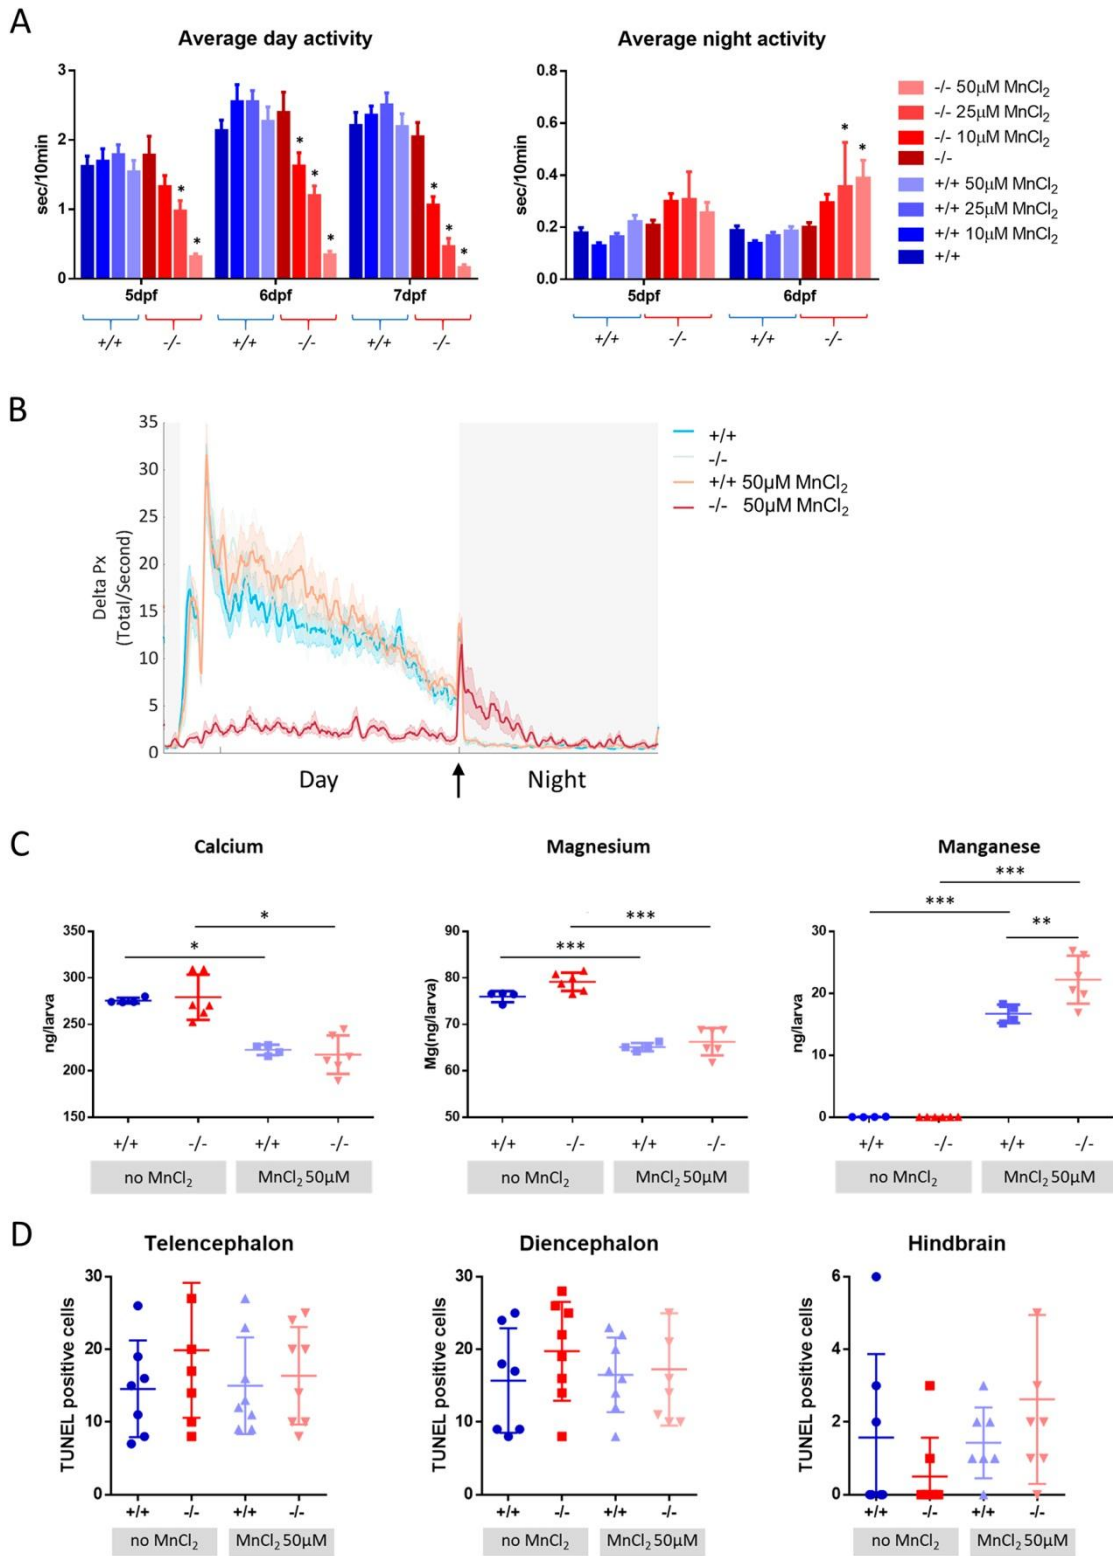 A
Average day activity
Average night activity
3
2
1
0
sec/10min
5dpf
6dpf
7dpf
* * * * * * * *
+/+
-/-
+/+
-/-
+/+
-/-
0.8
0.6
0.4
0.2
0.0
sec/10min
* *
5dpf
6dpf
+/+
-/-
+/+
-/-
-/- 50µM MnCl2
-/- 25µM MnCl2
-/- 10µM MnCl2
-/-
+/+ 50µM MnCl2
+/+ 25µM MnCl2
+/+ 10µM MnCl2
+/+
B
35
30
25
20
15
10
5
0
Delta Px
(Total/Second)
Day
Night
+/+
-/-
+/+ 50µM MnCl2
-/- 50µM MnCl2
C
Calcium
Magnesium
Manganese
350
300
250
200
150
ng/larva
*
*
+/+
-/-
+/+
-/-
no MnCl2
MnCl2 50µM
90
80
70
60
50
Mg(ng/larva)
***
***
+/+
-/-
+/+
-/-
no MnCl2
MnCl2 50µM
30
20
10
0
ng/larva
***
***
**
+/+
-/-
+/+
-/-
no MnCl2
MnCl2 50µM
D
Telencephalon
Diencephalon
Hindbrain
30
20
10
0
TUNEL positive cells
+/+
-/-
+/+
-/-
no MnCl2
MnCl2 50µM
30
20
10
0
TUNEL positive cells
+/+
-/-
+/+
-/-
no MnCl2
MnCl2 50µM
6
4
2
0
TUNEL positive cells
+/+
-/-
+/+
-/-
no MnCl2
MnCl2 50µM